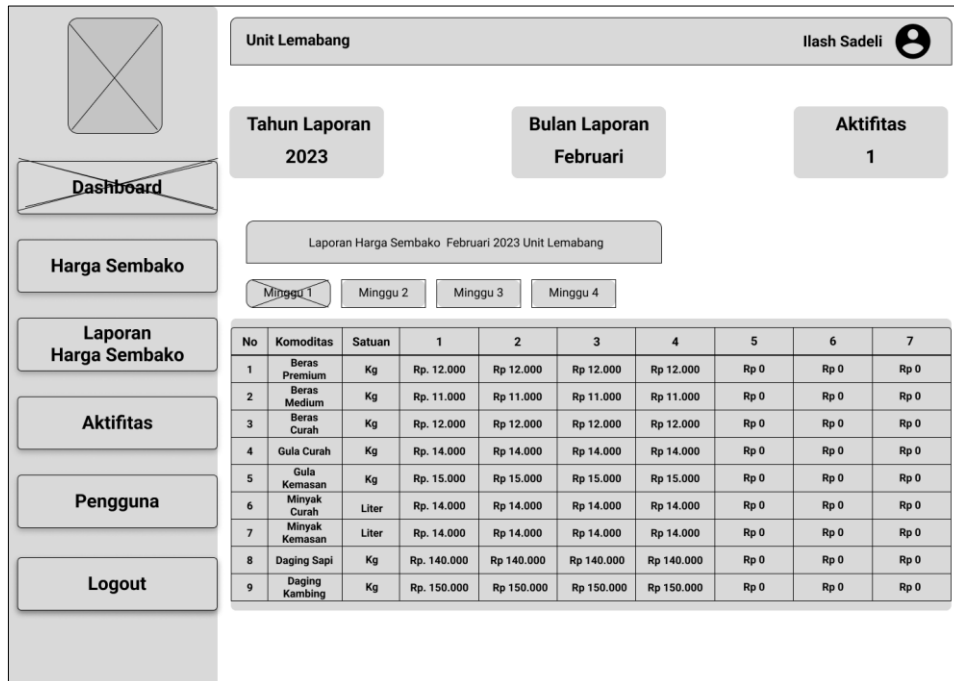 Unit Lemabang
Ilash Sadeli
Tahun Laporan
2023
Bulan Laporan
Februari
Aktifitas
1
Dashboard
Harga Sembako
Laporan
Harga Sembako
Aktifitas
Pengguna
Logout
Laporan Harga Sembako Februari 2023 Unit Lemabang
Minggu 1 Minggu 2 Minggu 3 Minggu 4
No Komoditas Satuan 1 2 3 4 5 6 7
1 Beras Premium Kg Rp. 12.000 Rp 12.000 Rp 12.000 Rp 12.000 Rp 0 Rp 0 Rp 0
2 Beras Medium Kg Rp. 11.000 Rp 11.000 Rp 11.000 Rp 11.000 Rp 0 Rp 0 Rp 0
3 Beras Curah Kg Rp. 12.000 Rp 12.000 Rp 12.000 Rp 12.000 Rp 0 Rp 0 Rp 0
4 Gula Curah Kg Rp. 14.000 Rp 14.000 Rp 14.000 Rp 14.000 Rp 0 Rp 0 Rp 0
5 Gula Kemasan Kg Rp. 15.000 Rp 15.000 Rp 15.000 Rp 15.000 Rp 0 Rp 0 Rp 0
6 Minyak Curah Liter Rp. 14.000 Rp 14.000 Rp 14.000 Rp 14.000 Rp 0 Rp 0 Rp 0
7 Minyak Kemasan Liter Rp. 14.000 Rp 14.000 Rp 14.000 Rp 14.000 Rp 0 Rp 0 Rp 0
8 Daging Sapi Kg Rp. 140.000 Rp 140.000 Rp 140.000 Rp 140.000 Rp 0 Rp 0 Rp 0
9 Daging Kambing Kg Rp. 150.000 Rp 150.000 Rp 150.000 Rp 150.000 Rp 0 Rp 0 Rp 0